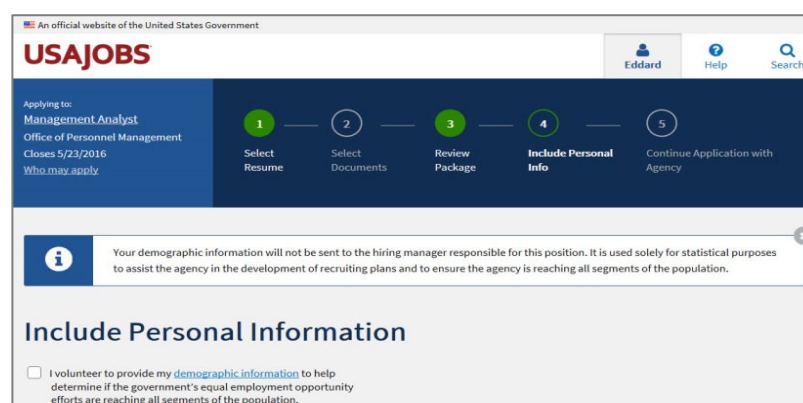 An official website of the United States Government
USAJOBS
Eddard
Help
Search
Applying to:
Management Analyst
Office of Personnel Management
Closes 5/23/2016
Who may apply
1
2
3
4
5
Select
Resume
Select
Documents
Review
Package
Include Personal
Info
Continue Application with
Agency
Your demographic information will not be sent to the hiring manager responsible for this position. It is used solely for statistical purposes
to assist the agency in the development of recruiting plans and to ensure the agency is reaching all segments of the population.
Include Personal Information
I volunteer to provide my demographic information to help
determine if the government's equal employment opportunity
efforts are reaching all segments of the population.